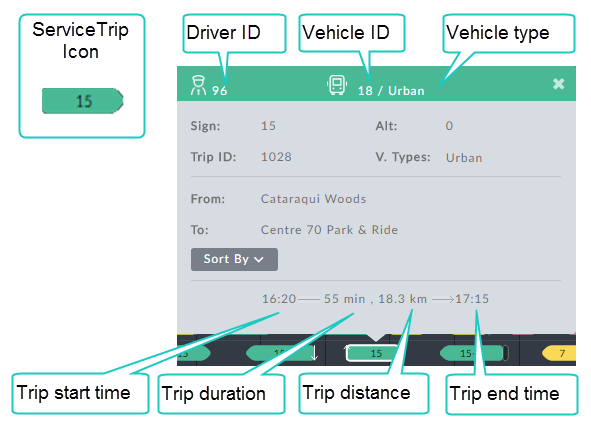 ServiceTrip
Icon
15
Driver ID
Vehicle ID
Vehicle type
96
18 / Urban
Sign: 15 Alt: 0
Trip ID: 1028 V. Types: Urban
From: Cataraqui Woods
To: Centre 70 Park & Ride
Sort By
16:20 55 min , 18.3 km 17:15
15 15 15 7
Trip start time
Trip duration
Trip distance
Trip end time